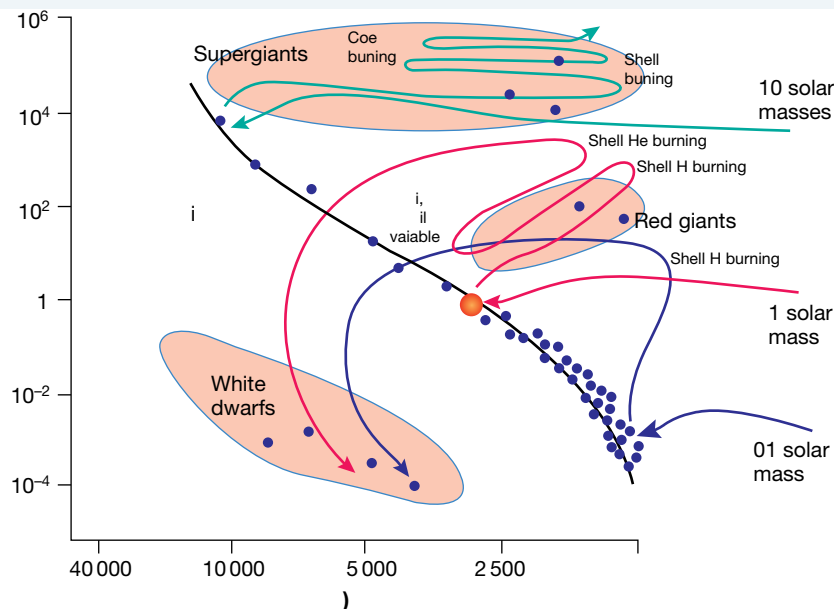 10⁶
Supergiants
Coe
buning
Shell
buning
10 solar
masses
10⁴
Shell He burning
Shell H burning
10²
i
i,
il
vaiable
Red giants
Shell H burning
1
1 solar
mass
White
dwarfs
10⁻²
01 solar
mass
10⁻⁴
40 000
10 000
5 000
2 500
)